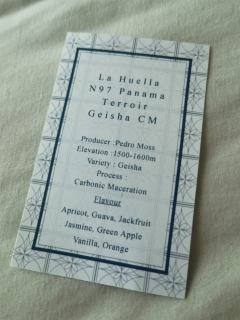 La Huella
N97 Panama
Terroir
Geisha CM
Producer :Pedro Moss
Elevation :1500-1600m
Variety : Geisha
Process :
Carbonic Maceration
Flavour
Apricot, Guava, Jackfruit
Jasmine, Green Apple
Vanilla, Orange